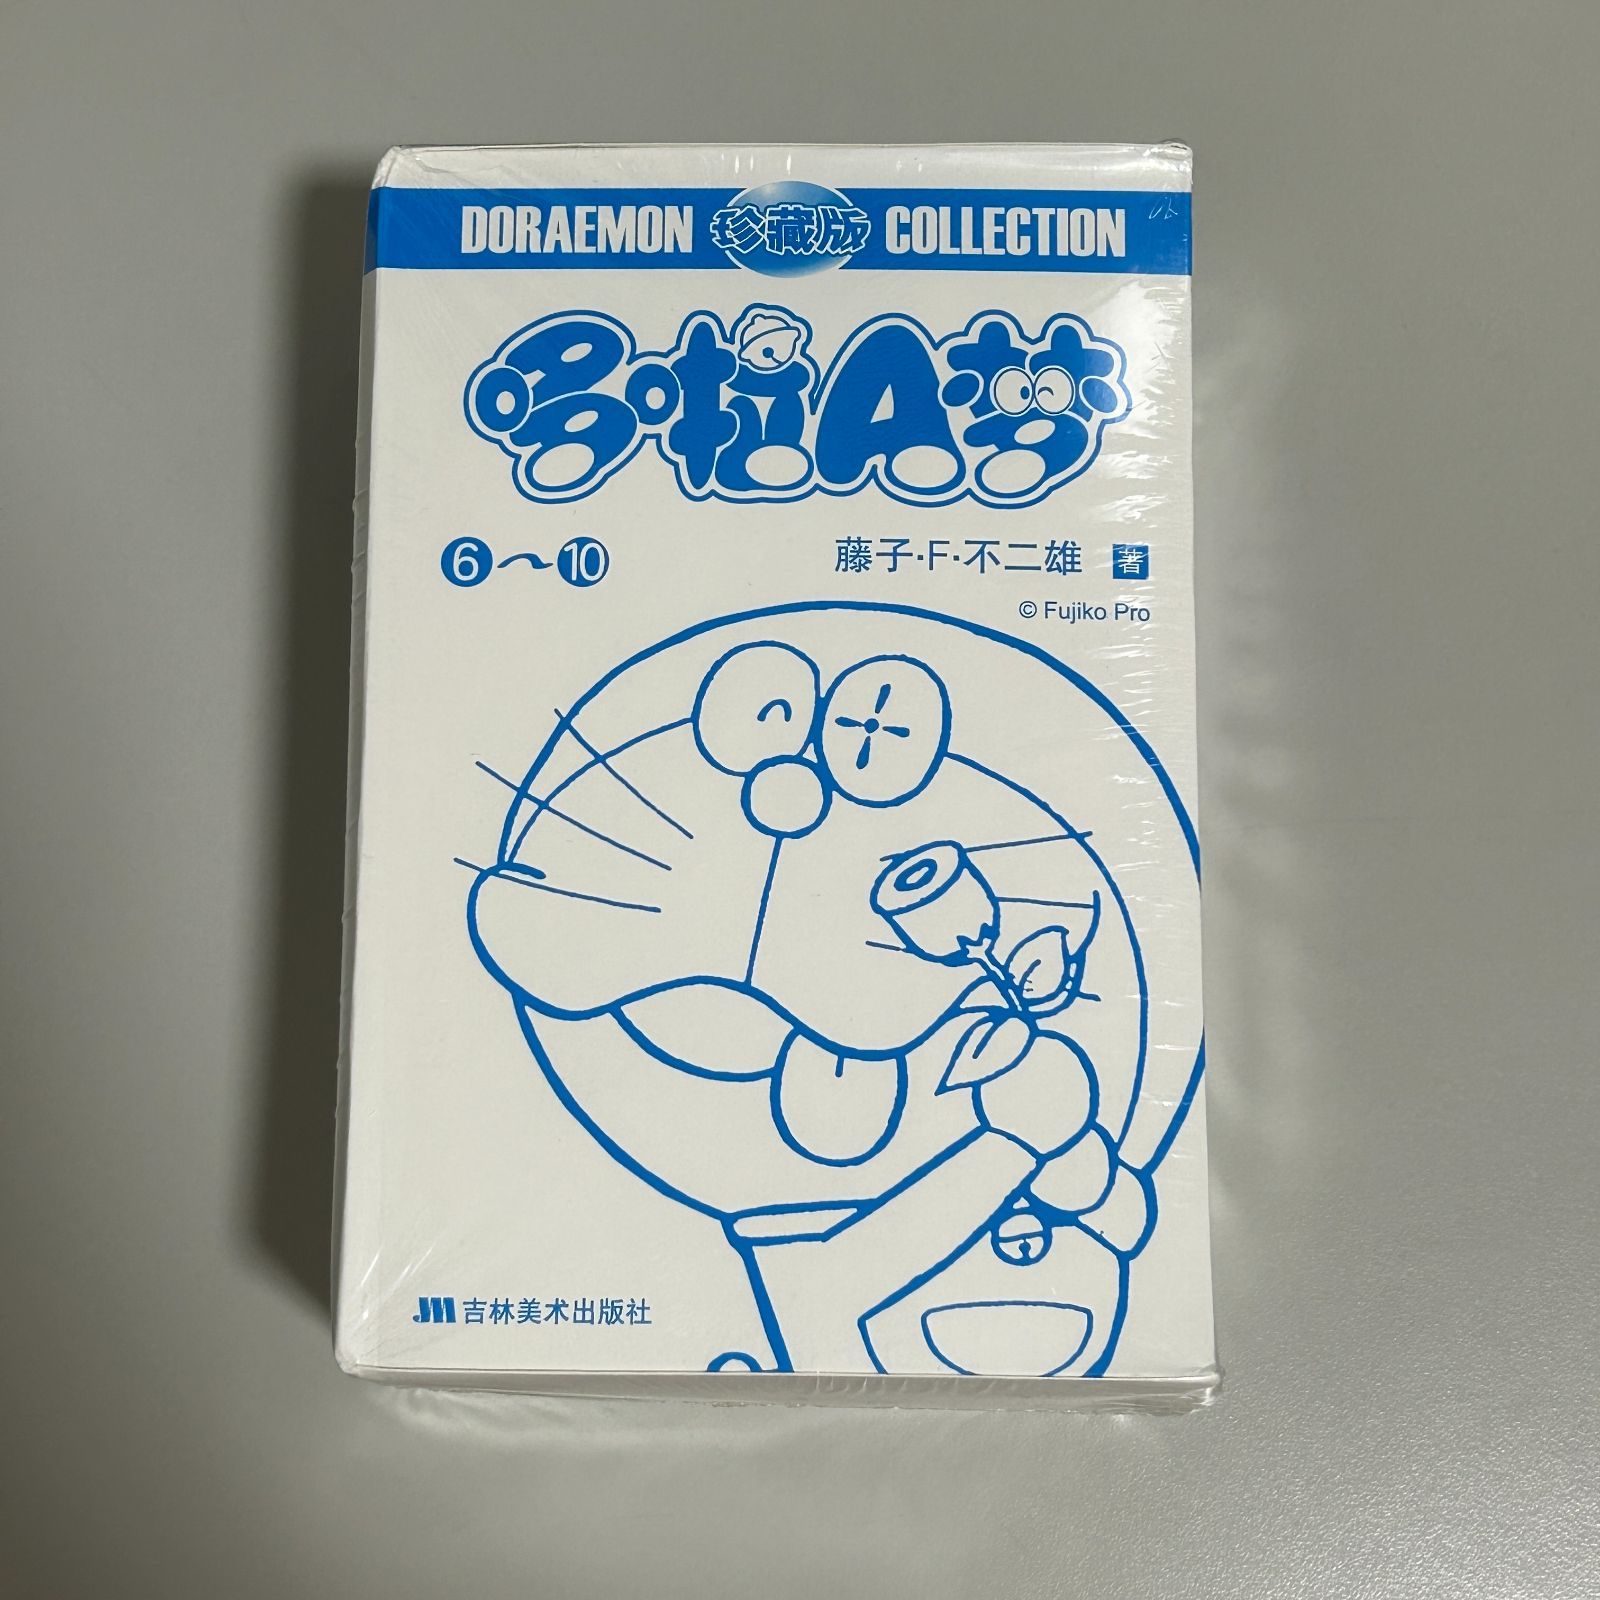 DORAEMON 珍藏版 COLLECTION
哆啦A梦
6～10
藤子·F·不二雄 著
© Fujiko Pro
JM 吉林美术出版社